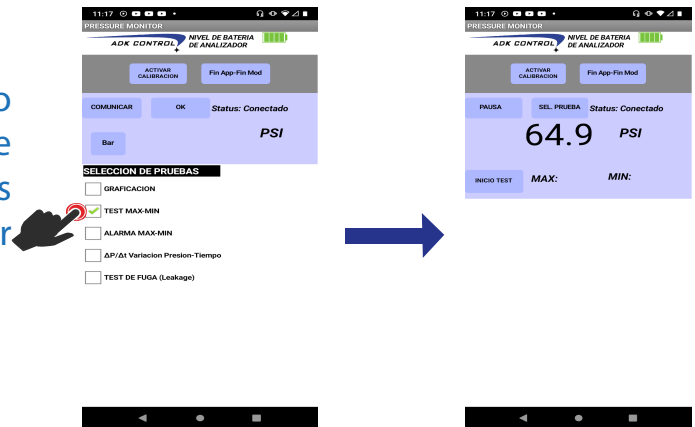 o
e
s
r
11:17
PRESSURE MONITOR
ADK CONTROL
NIVEL DE BATERIA
DE ANALIZADOR
ACTIVAR
CALIBRACION
Fin App-Fin Mod
COMUNICAR
OK
Status: Conectado
Bar
PSI
SELECCION DE PRUEBAS
GRAFICACION
TEST MAX-MIN
ALARMA MAX-MIN
ΔP/Δt Variacion Presion-Tiempo
TEST DE FUGA (Leakage)
11:17
PRESSURE MONITOR
ADK CONTROL
NIVEL DE BATERIA
DE ANALIZADOR
ACTIVAR
CALIBRACION
Fin App-Fin Mod
PAUSA
SEL. PRUEBA
Status: Conectado
64.9
PSI
INICIO TEST
MAX:
MIN: